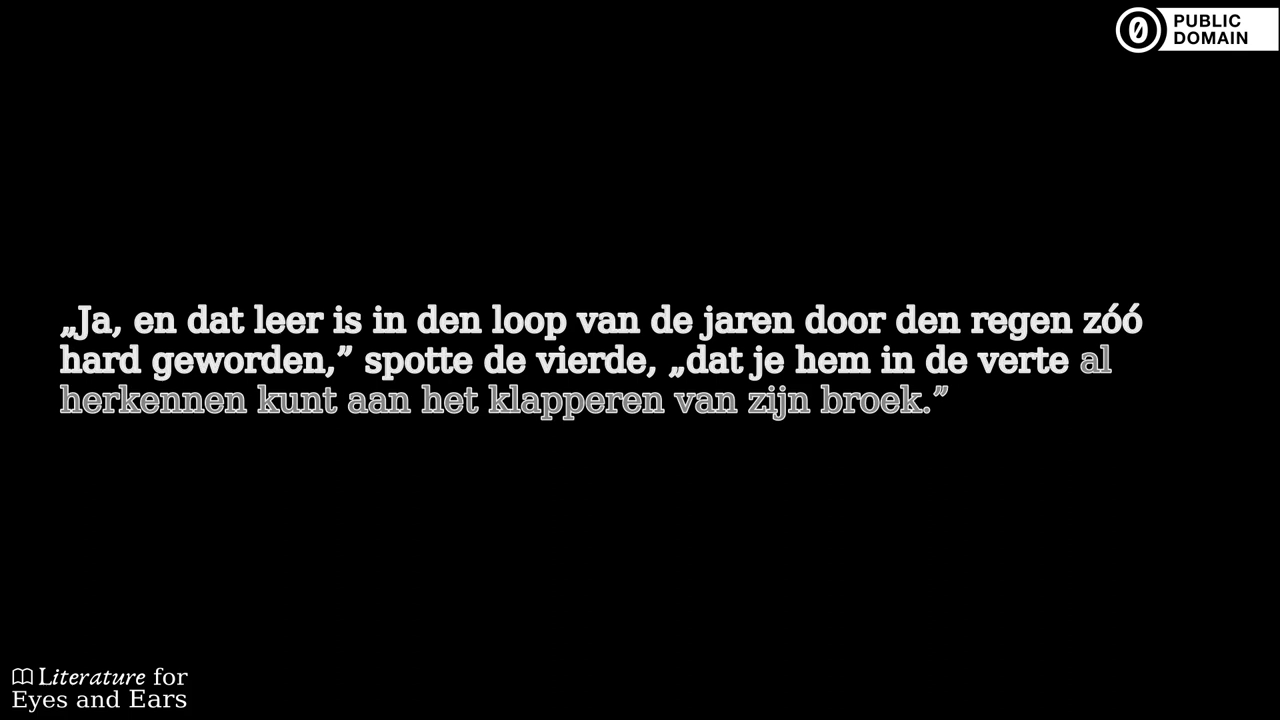 PUBLIC
DOMAIN
„Ja, en dat leer is in den loop van de jaren door den regen zóó
hard geworden,” spotte de vierde, „dat je hem in de verte al
herkennen kunt aan het klapperen van zijn broek.”
Literature for
Eyes and Ears